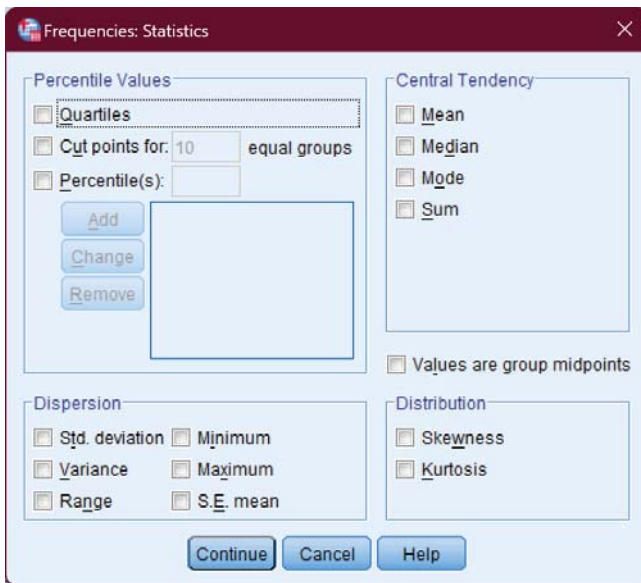 Frequencies: Statistics
Percentile Values
Quartiles
Cut points for: 10 equal groups
Percentile(s):
Add
Change
Remove
Central Tendency
Mean
Median
Mode
Sum
Values are group midpoints
Dispersion
Std. deviation Minimum
Variance Maximum
Range S.E. mean
Distribution
Skewness
Kurtosis
Continue Cancel Help